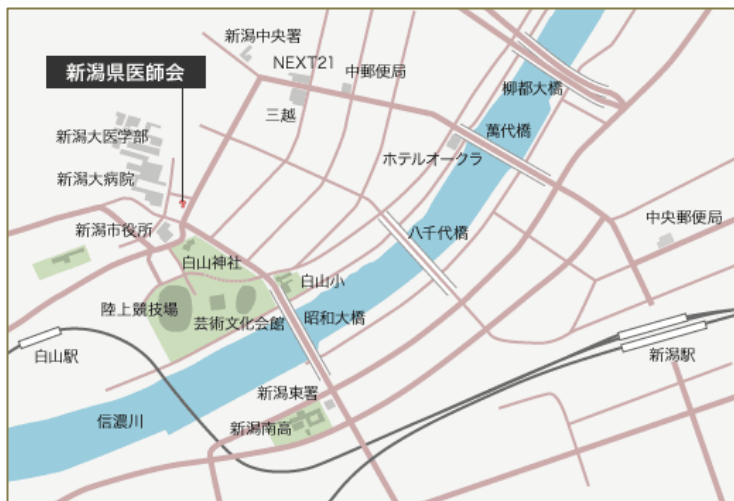 新潟中央署
NEXT21
新潟県医師会
中郵便局
柳都大橋
三越
萬代橋
新潟大医学部
ホテルオークラ
新潟大病院
中央郵便局
新潟市役所
八千代橋
白山神社
白山小
陸上競技場
芸術文化会館
昭和大橋
白山駅
新潟駅
新潟東署
信濃川
新潟南高